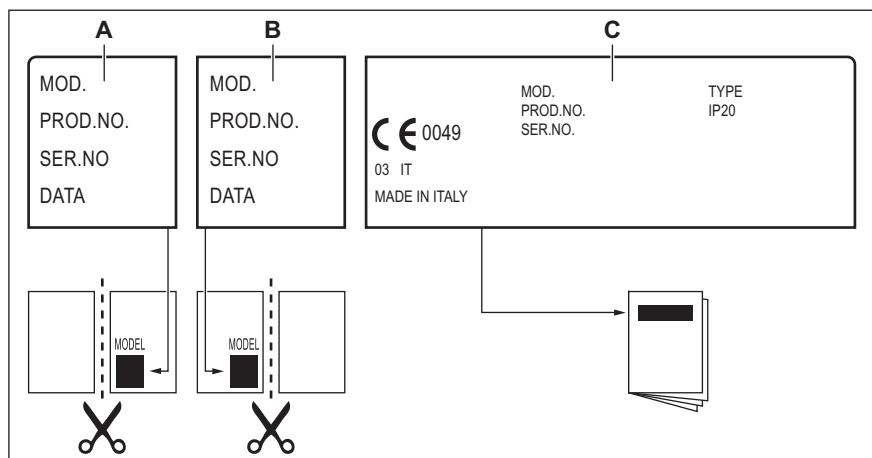 A
B
C
MOD.
PROD.NO.
SER.NO
DATA
MOD.
PROD.NO.
SER.NO
DATA
MOD.
PROD.NO.
SER.NO.
TYPE
IP20
CE 0049
03 IT
MADE IN ITALY
MODEL
MODEL